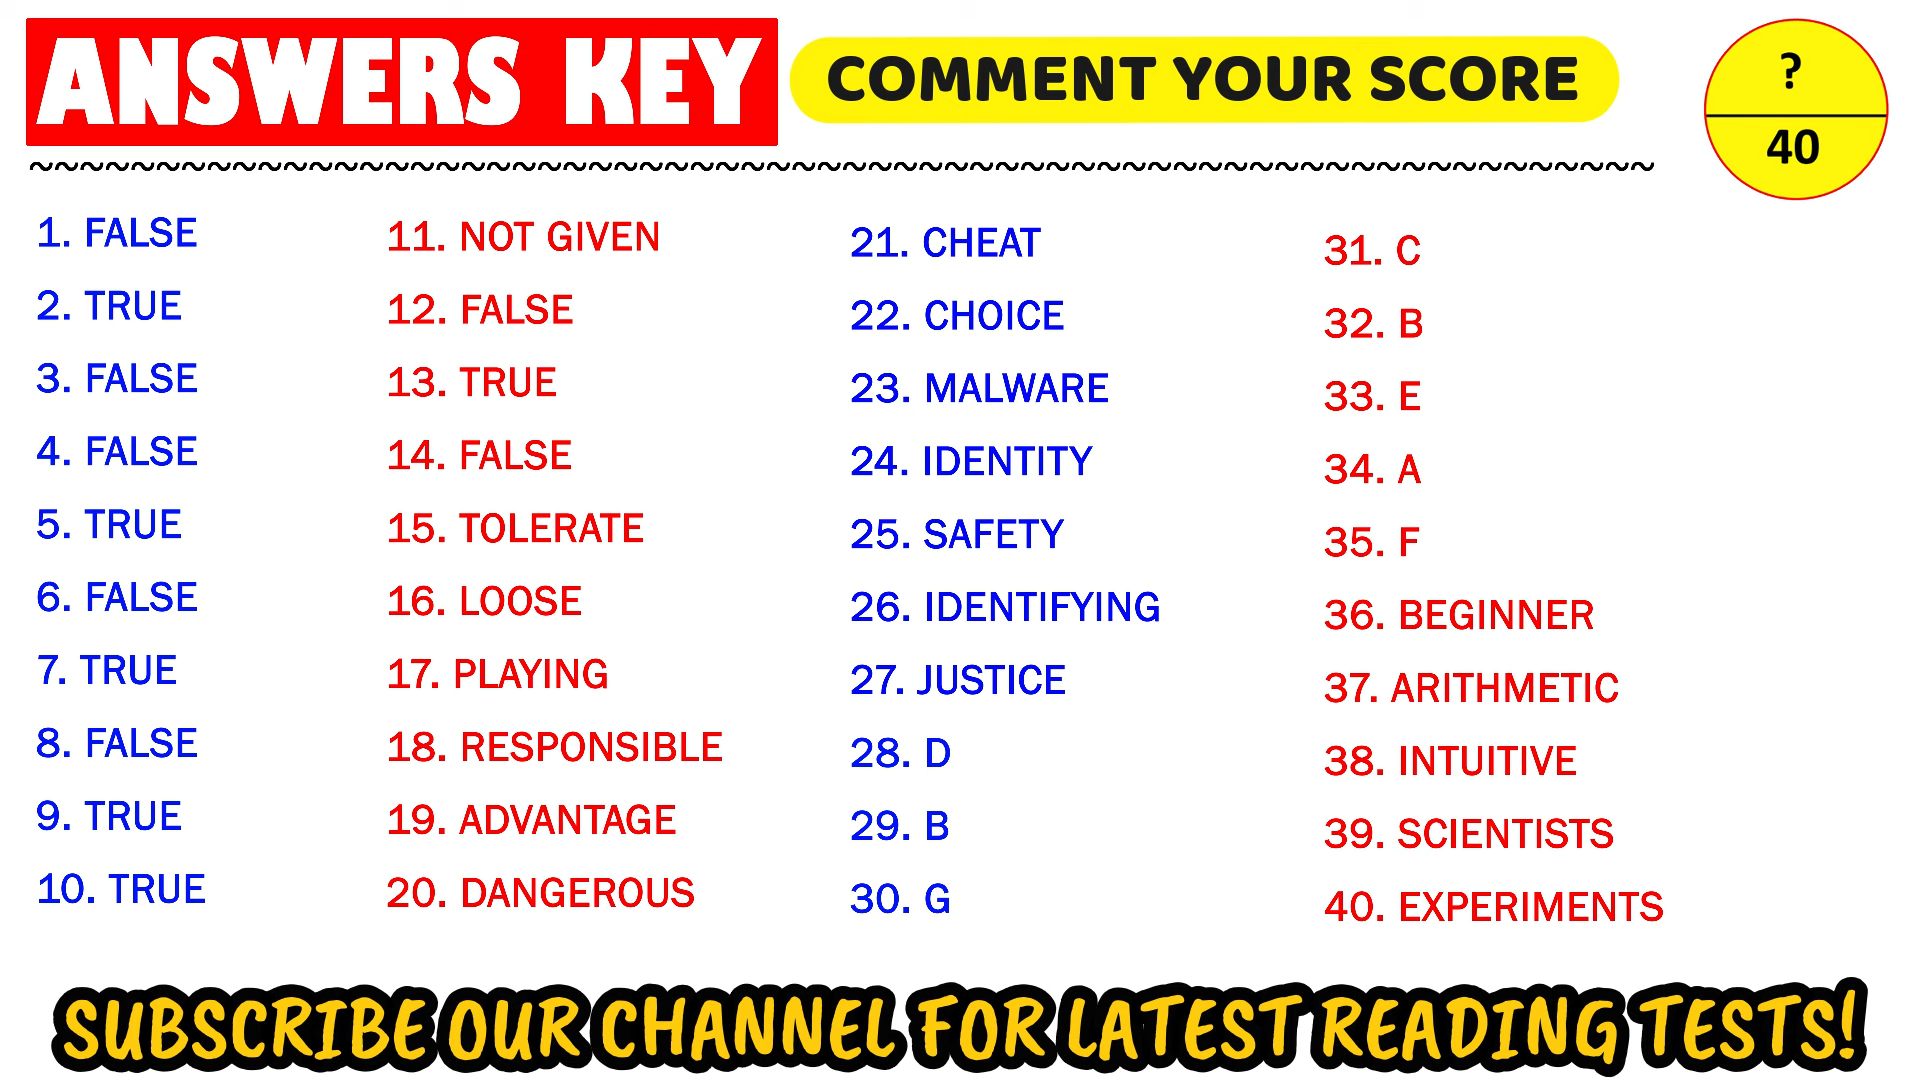 ANSWERS KEY
COMMENT YOUR SCORE
?
40
~~~~~~~~~~~~~~~~~~~~~~~~~~~~~~~~~~~~~~~~~~~~~~~~~~~~~~~~~~~~~~~
1. FALSE
2. TRUE
3. FALSE
4. FALSE
5. TRUE
6. FALSE
7. TRUE
8. FALSE
9. TRUE
10. TRUE
11. NOT GIVEN
12. FALSE
13. TRUE
14. FALSE
15. TOLERATE
16. LOOSE
17. PLAYING
18. RESPONSIBLE
19. ADVANTAGE
20. DANGEROUS
21. CHEAT
22. CHOICE
23. MALWARE
24. IDENTITY
25. SAFETY
26. IDENTIFYING
27. JUSTICE
28. D
29. B
30. G
31. C
32. B
33. E
34. A
35. F
36. BEGINNER
37. ARITHMETIC
38. INTUITIVE
39. SCIENTISTS
40. EXPERIMENTS
SUBSCRIBE OUR CHANNEL FOR LATEST READING TESTS!